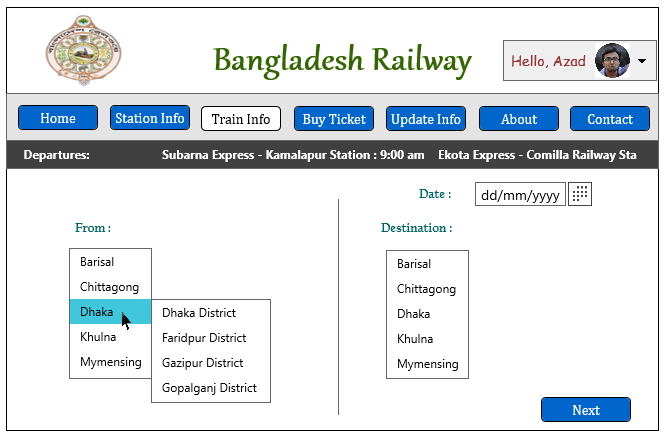 Bangladesh Railway
Hello, Azad
Home Station Info Train Info Buy Ticket Update Info About Contact
Departures: Subarna Express - Kamalapur Station : 9:00 am Ekota Express - Comilla Railway Sta
Date : dd/mm/yyyy
From :
Barisal
Chittagong
Dhaka
Khulna
Mymensing
Dhaka District
Faridpur District
Gazipur District
Gopalganj District
Destination :
Barisal
Chittagong
Dhaka
Khulna
Mymensing
Next